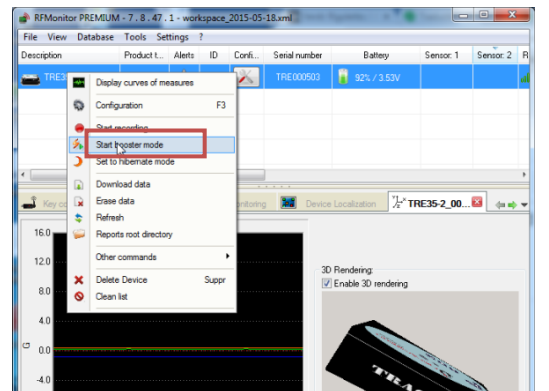 RFMonitor PREMIUM - 7 . 8 . 47 . 1 - workspace_2015-05-18.xml
File View Database Tools Settings ?
Description Product t... Alerts ID Confi... Serial number Battery Sensor: 1 Sensor: 2 R
TRE35 TRE000503 92% / 3.53V
Display curves of measures
Configuration F3
Start recording
Start booster mode
Set to hibernate mode
Download data
Erase data
Refresh
Reports root directory
Other commands
Delete Device Suppr
Clean list
Key co onitoring Device Localization TRE35-2_00...
16.0
12.0
8.0
4.0
0.0
-4.0
3D Rendering:
Enable 3D rendering